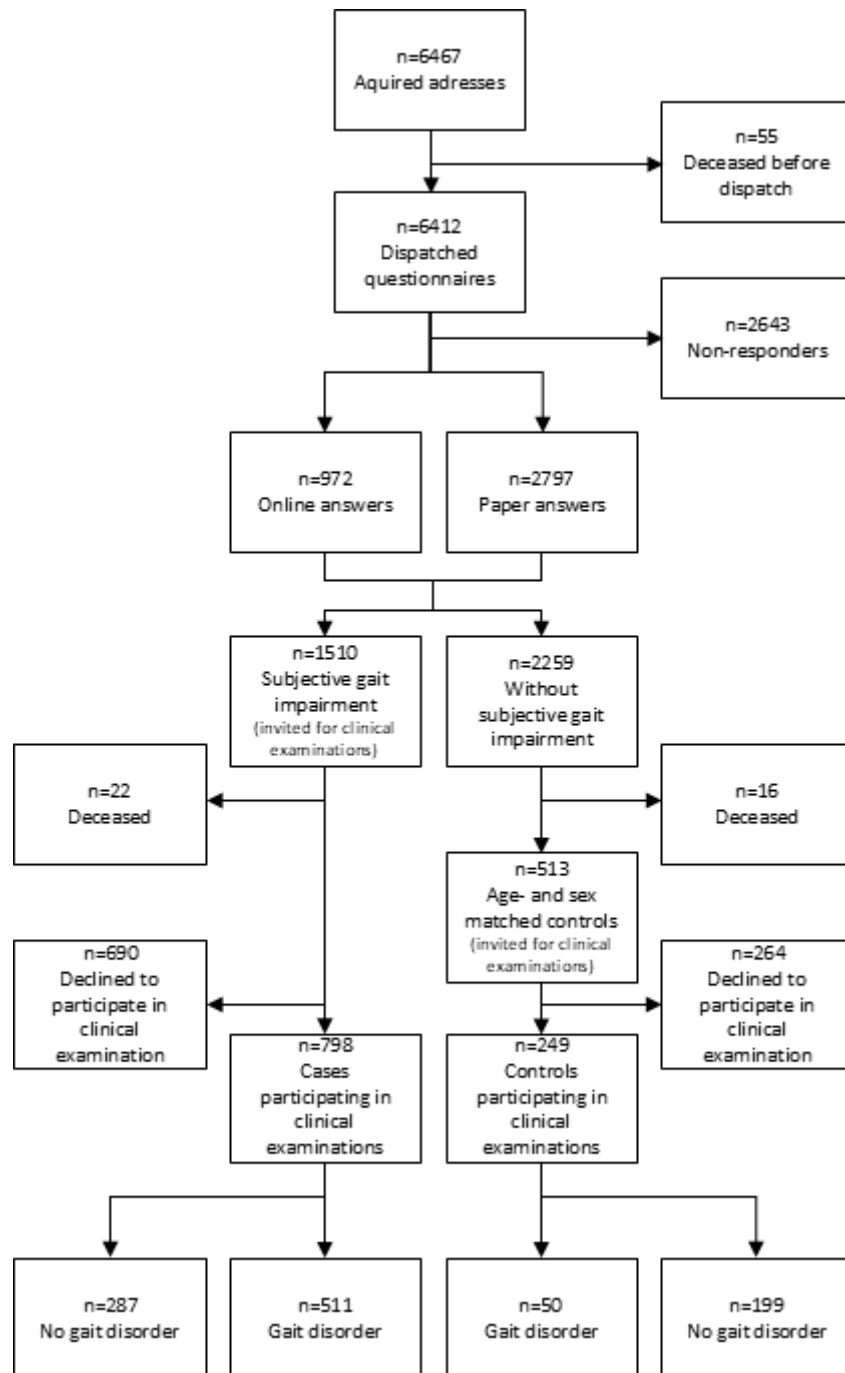 n=6467
Aquired adresses
n=55
Deceased before
dispatch
n=6412
Dispatched
questionnaires
n=2643
Non-responders
n=972
Online answers
n=2797
Paper answers
n=1510
Subjective gait
impairment
(invited for clinical
examinations)
n=2259
Without
subjective gait
impairment
n=22
Deceased
n=16
Deceased
n=513
Age- and sex
matched controls
(invited for clinical
examinations)
n=690
Declined to
participate in
clinical
examination
n=264
Declined to
participate in
clinical
examination
n=798
Cases
participating in
clinical
examinations
n=249
Controls
participating in
clinical
examinations
n=287
No gait disorder
n=511
Gait disorder
n=50
Gait disorder
n=199
No gait disorder